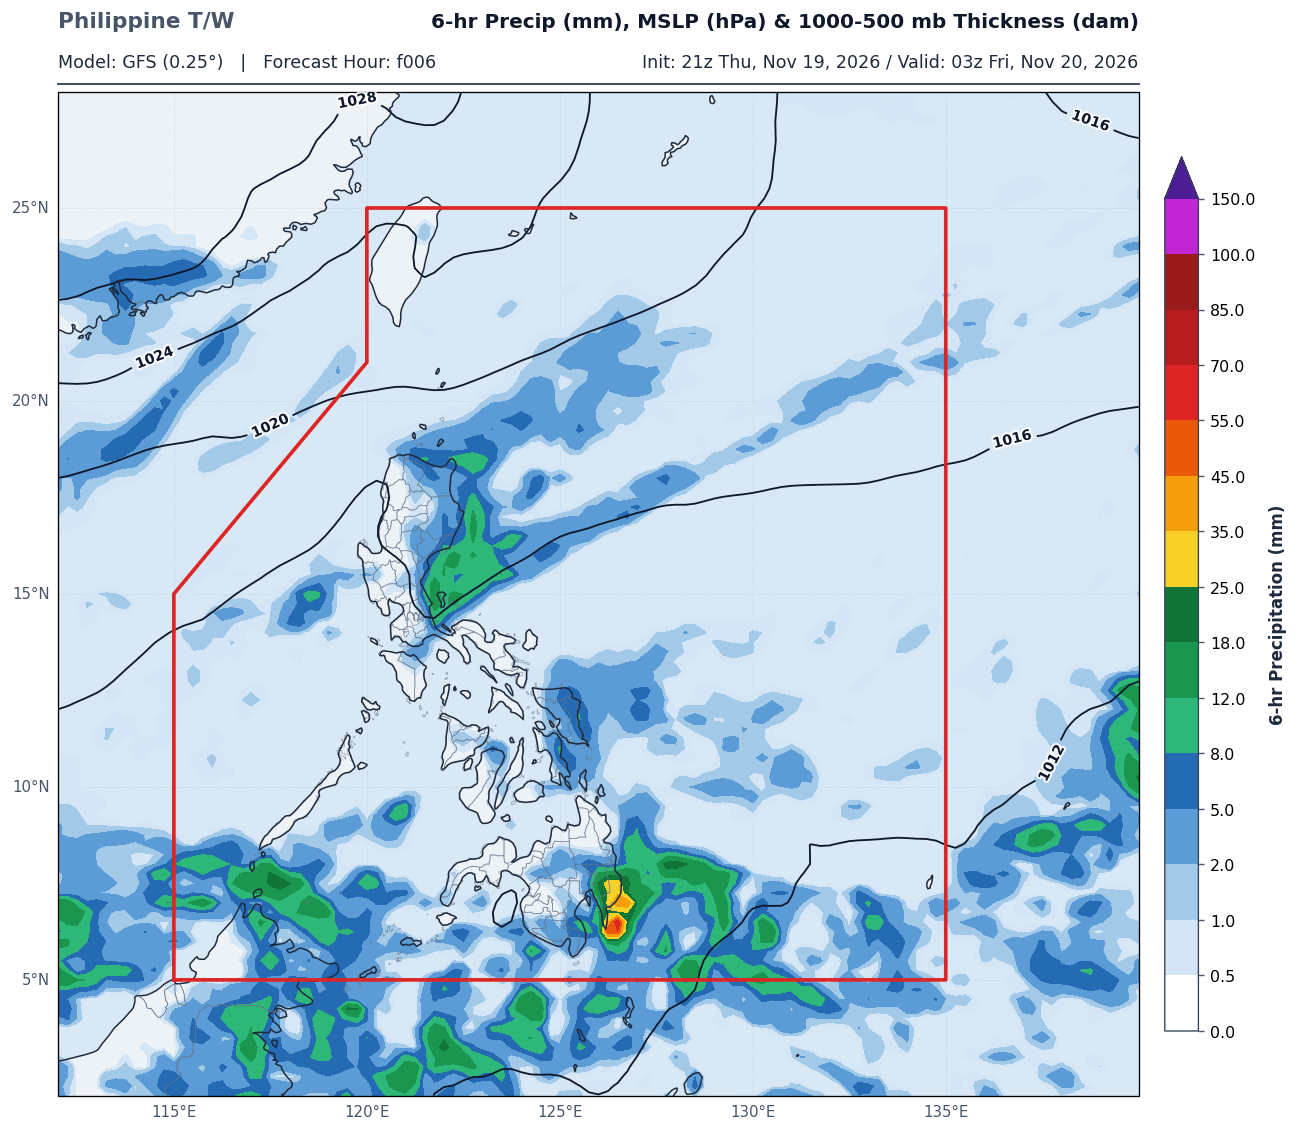 Philippine T/W
6-hr Precip (mm), MSLP (hPa) & 1000-500 mb Thickness (dam)
Model: GFS (0.25°) | Forecast Hour: f006
Init: 21z Thu, Nov 19, 2026 / Valid: 03z Fri, Nov 20, 2026
1028
1016
1024
1020
1016
1012
25°N
20°N
15°N
10°N
5°N
115°E
120°E
125°E
130°E
135°E
150.0
100.0
85.0
70.0
55.0
45.0
35.0
25.0
18.0
12.0
8.0
5.0
2.0
1.0
0.5
0.0
6-hr Precipitation (mm)